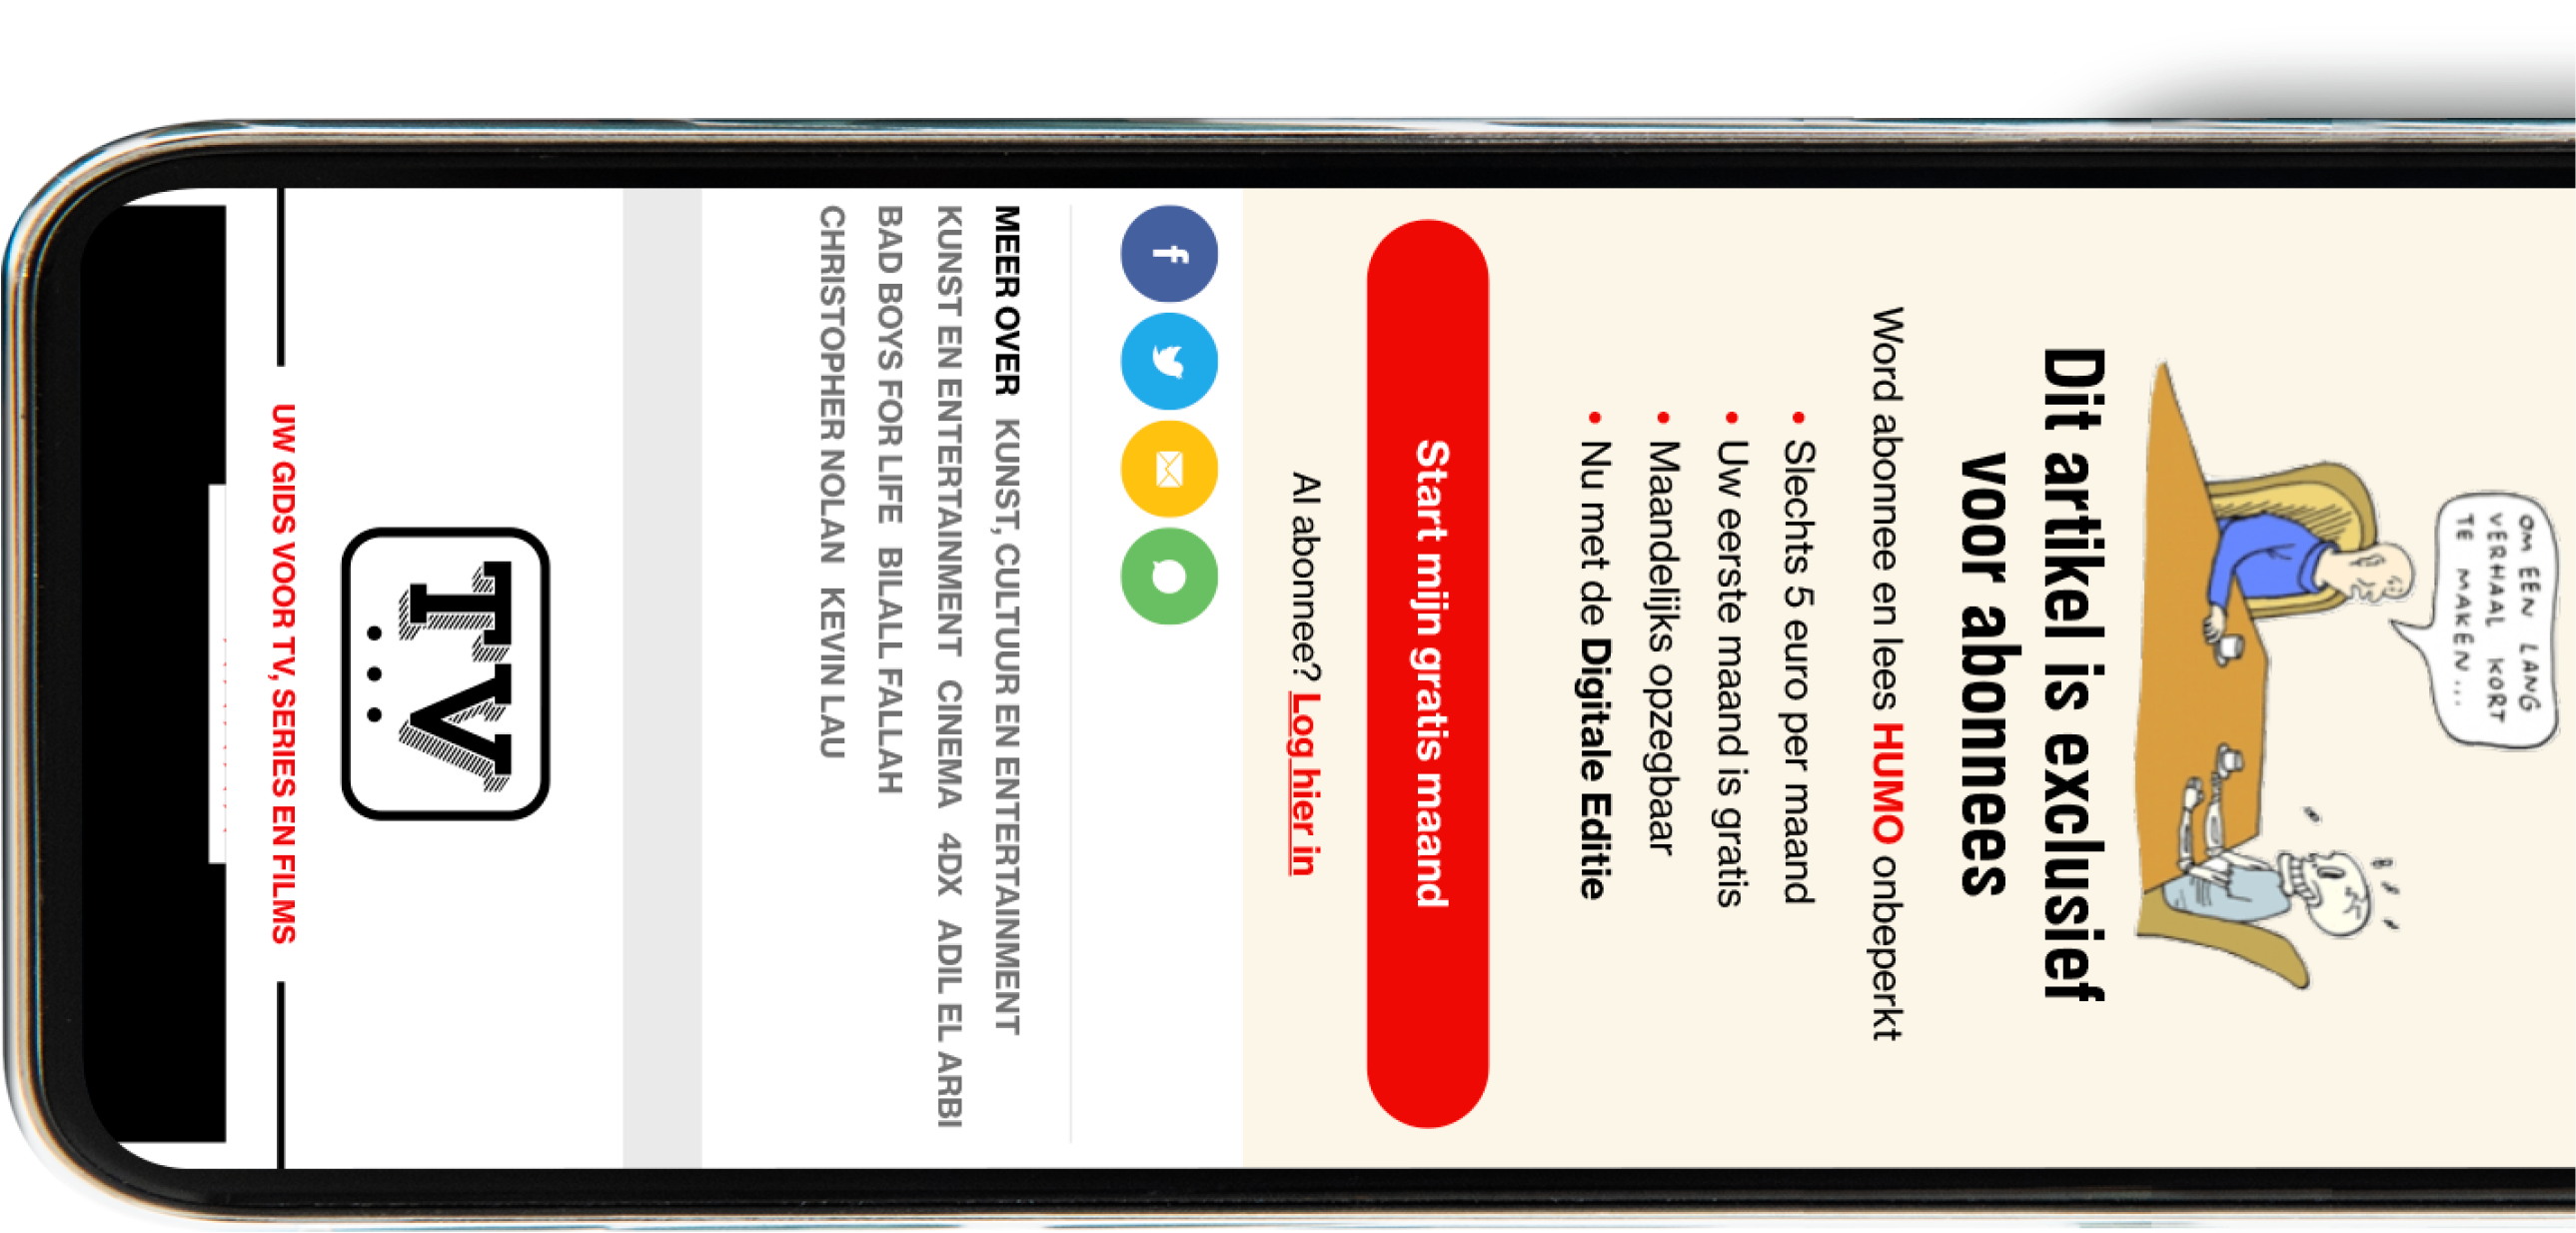 OM EEN LANG
VERHAAL KORT
TE MAKEN...
Dit artikel is exclusief
voor abonnees
Word abonnee en lees HUMO onbeperkt
• Slechts 5 euro per maand
• Uw eerste maand is gratis
• Maandelijks opzegbaar
• Nu met de Digitale Editie
Start mijn gratis maand
Al abonnee? Log hier in
MEER OVER KUNST, CULTUUR EN ENTERTAINMENT
KUNST EN ENTERTAINMENT CINEMA 4DX ADIL EL ARBI
BAD BOYS FOR LIFE BILALL FALLAH
CHRISTOPHER NOLAN KEVIN LAU
TV
UW GIDS VOOR TV, SERIES EN FILMS